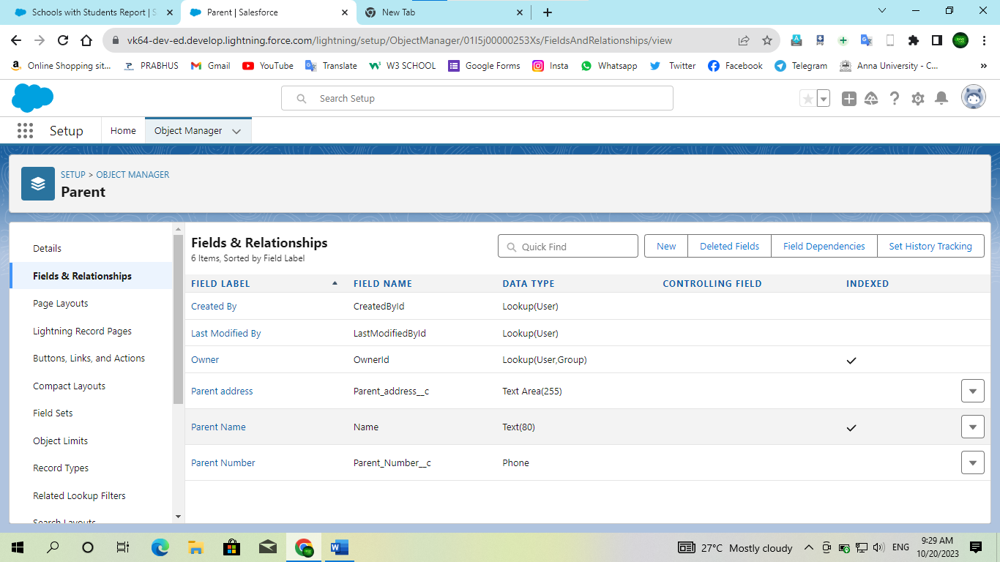 Schools with Students Report | S
Parent | Salesforce
New Tab
vk64-dev-ed.develop.lightning.force.com/lightning/setup/ObjectManager/01I5j00000253Xs/FieldsAndRelationships/view
Online Shopping sit...
PRABHUS
Gmail
YouTube
Translate
W3 SCHOOL
Google Forms
Insta
Whatsapp
Twitter
Facebook
Telegram
Anna University - C...
Search Setup
Setup
Home
Object Manager
SETUP > OBJECT MANAGER
Parent
Details
Fields & Relationships
Page Layouts
Lightning Record Pages
Buttons, Links, and Actions
Compact Layouts
Field Sets
Object Limits
Record Types
Related Lookup Filters
Search Layouts
Fields & Relationships
6 Items, Sorted by Field Label
Quick Find
New
Deleted Fields
Field Dependencies
Set History Tracking
FIELD LABEL FIELD NAME DATA TYPE CONTROLLING FIELD INDEXED
Created By CreatedById Lookup(User)
Last Modified By LastModifiedById Lookup(User)
Owner OwnerId Lookup(User,Group)
Parent address Parent_address__c Text Area(255)
Parent Name Name Text(80)
Parent Number Parent_Number__c Phone
27°C Mostly cloudy
ENG
9:29 AM
10/20/2023